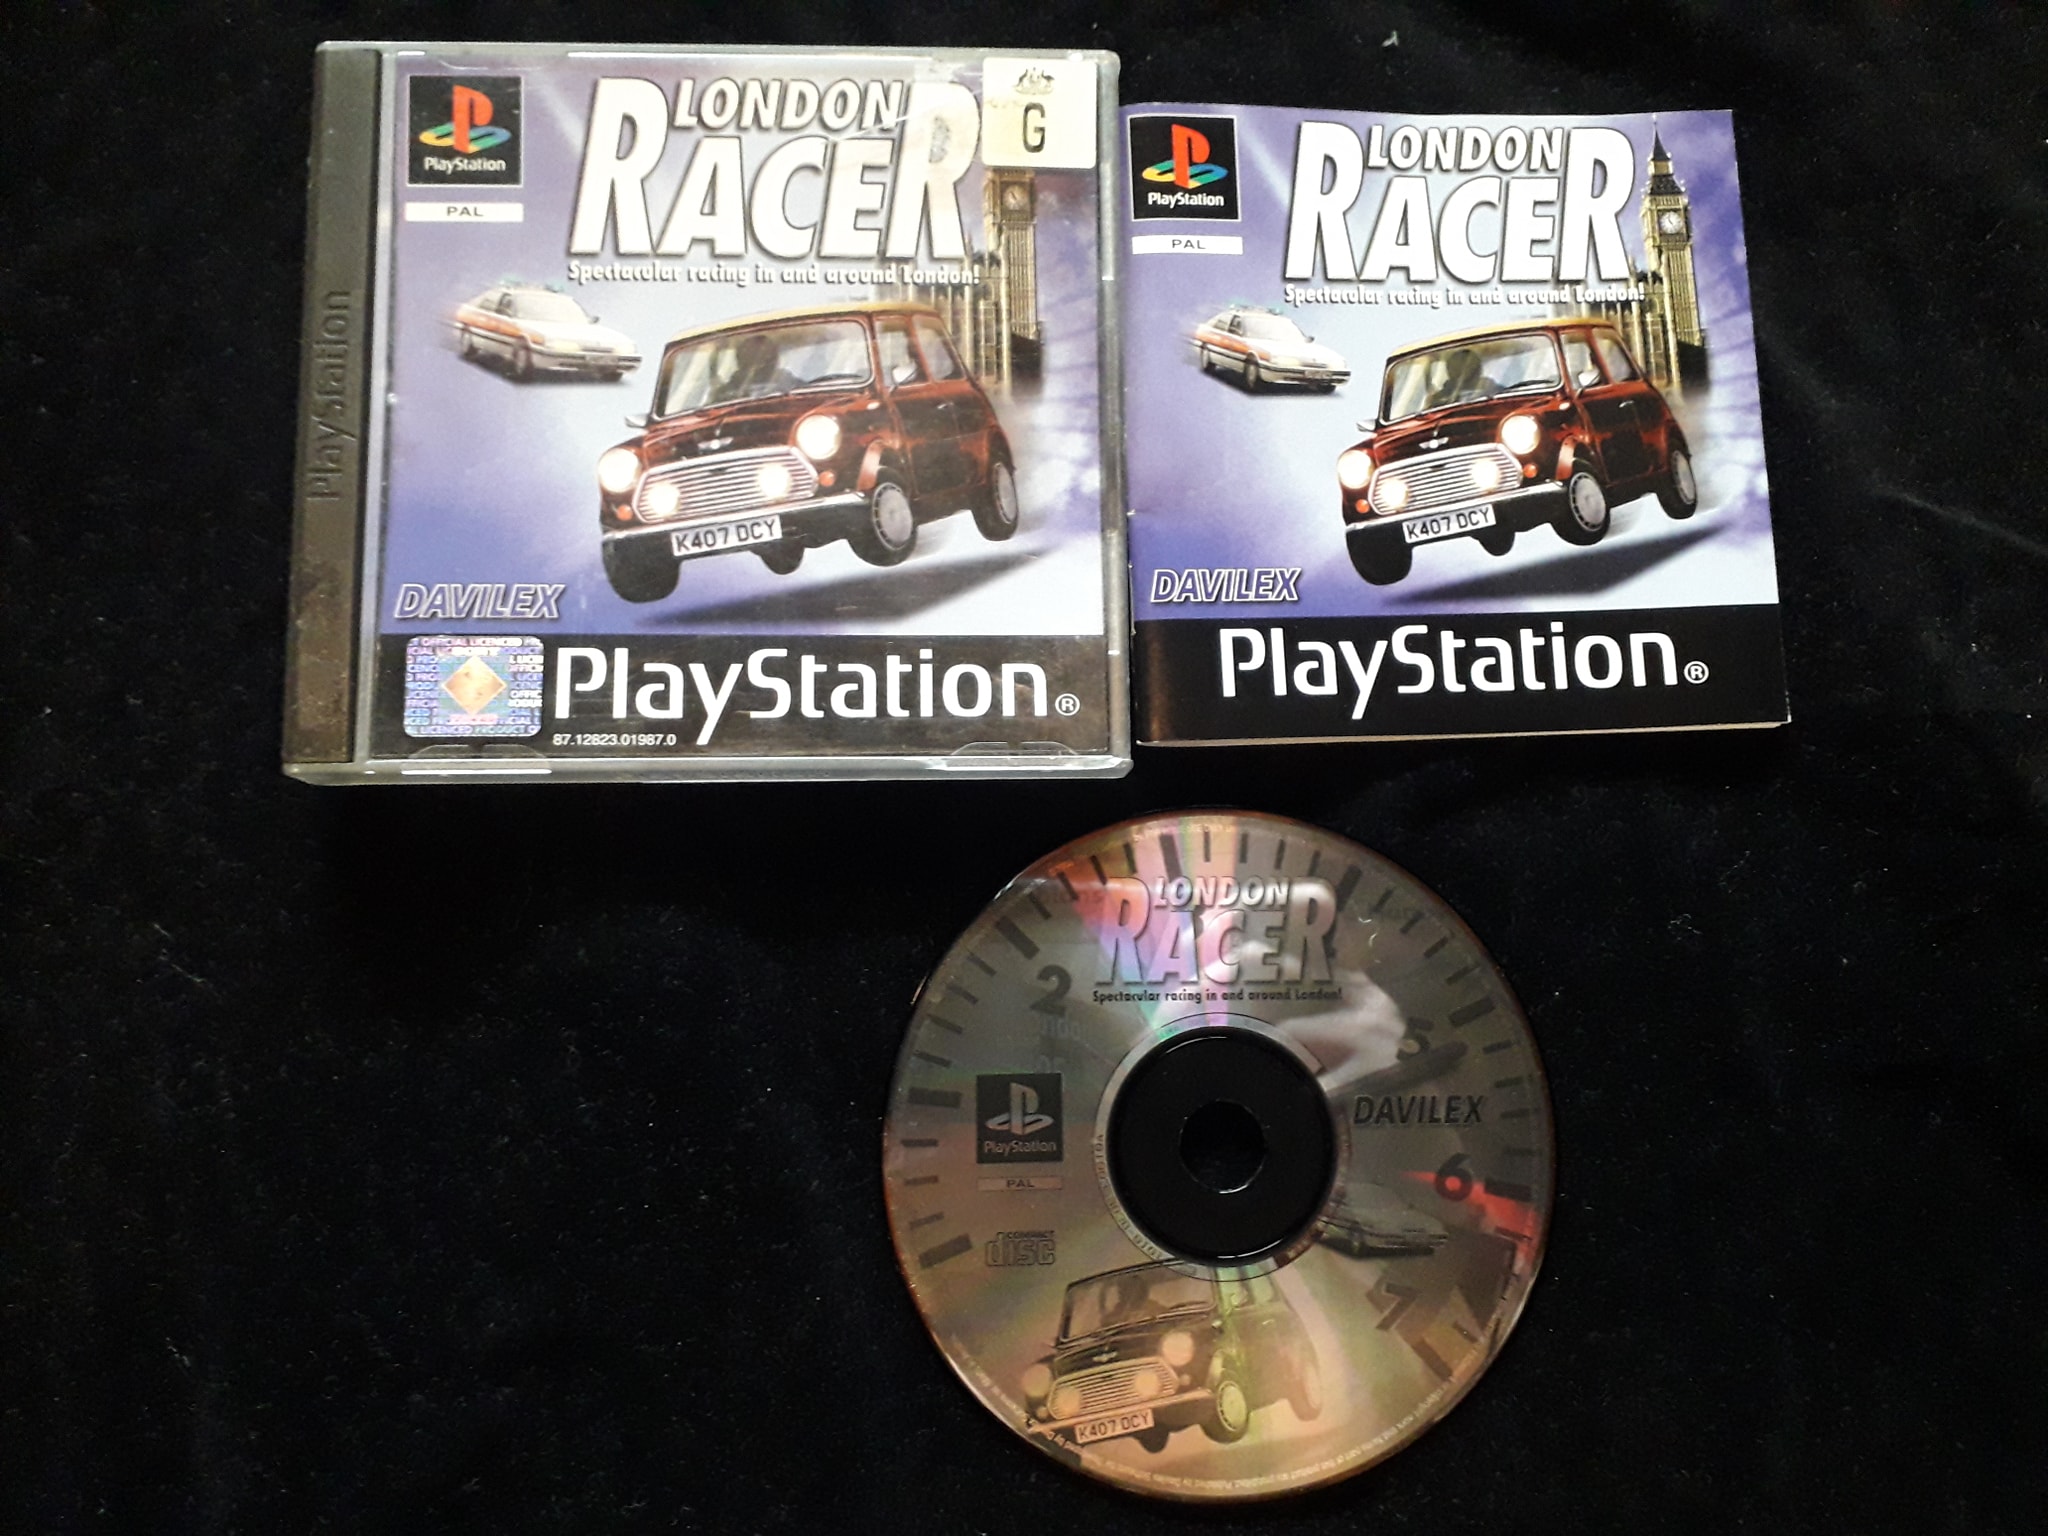 PlayStation
PlayStation
PAL
LONDON
RACER
Spectacular racing in and around London!
G
K407 DCY
DAVILEX
PlayStation®
87.12823.01987.0
PlayStation
PAL
LONDON
RACER
Spectacular racing in and around London!
K407 DCY
DAVILEX
PlayStation®
LONDON
RACER
Spectacular racing in and around London!
2
5
DAVILEX
PlayStation
6
PAL
COMPACT
disc
7
K407 DCY